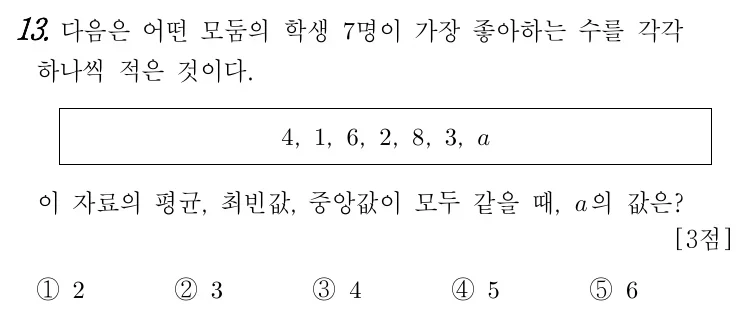 13. 다음은 어떤 모둠의 학생 7명이 가장 좋아하는 수를 각각
하나씩 적은 것이다.
4, 1, 6, 2, 8, 3, a
이 자료의 평균, 최빈값, 중앙값이 모두 같을 때, a의 값은?
[3점]
① 2 ② 3 ③ 4 ④ 5 ⑤ 6